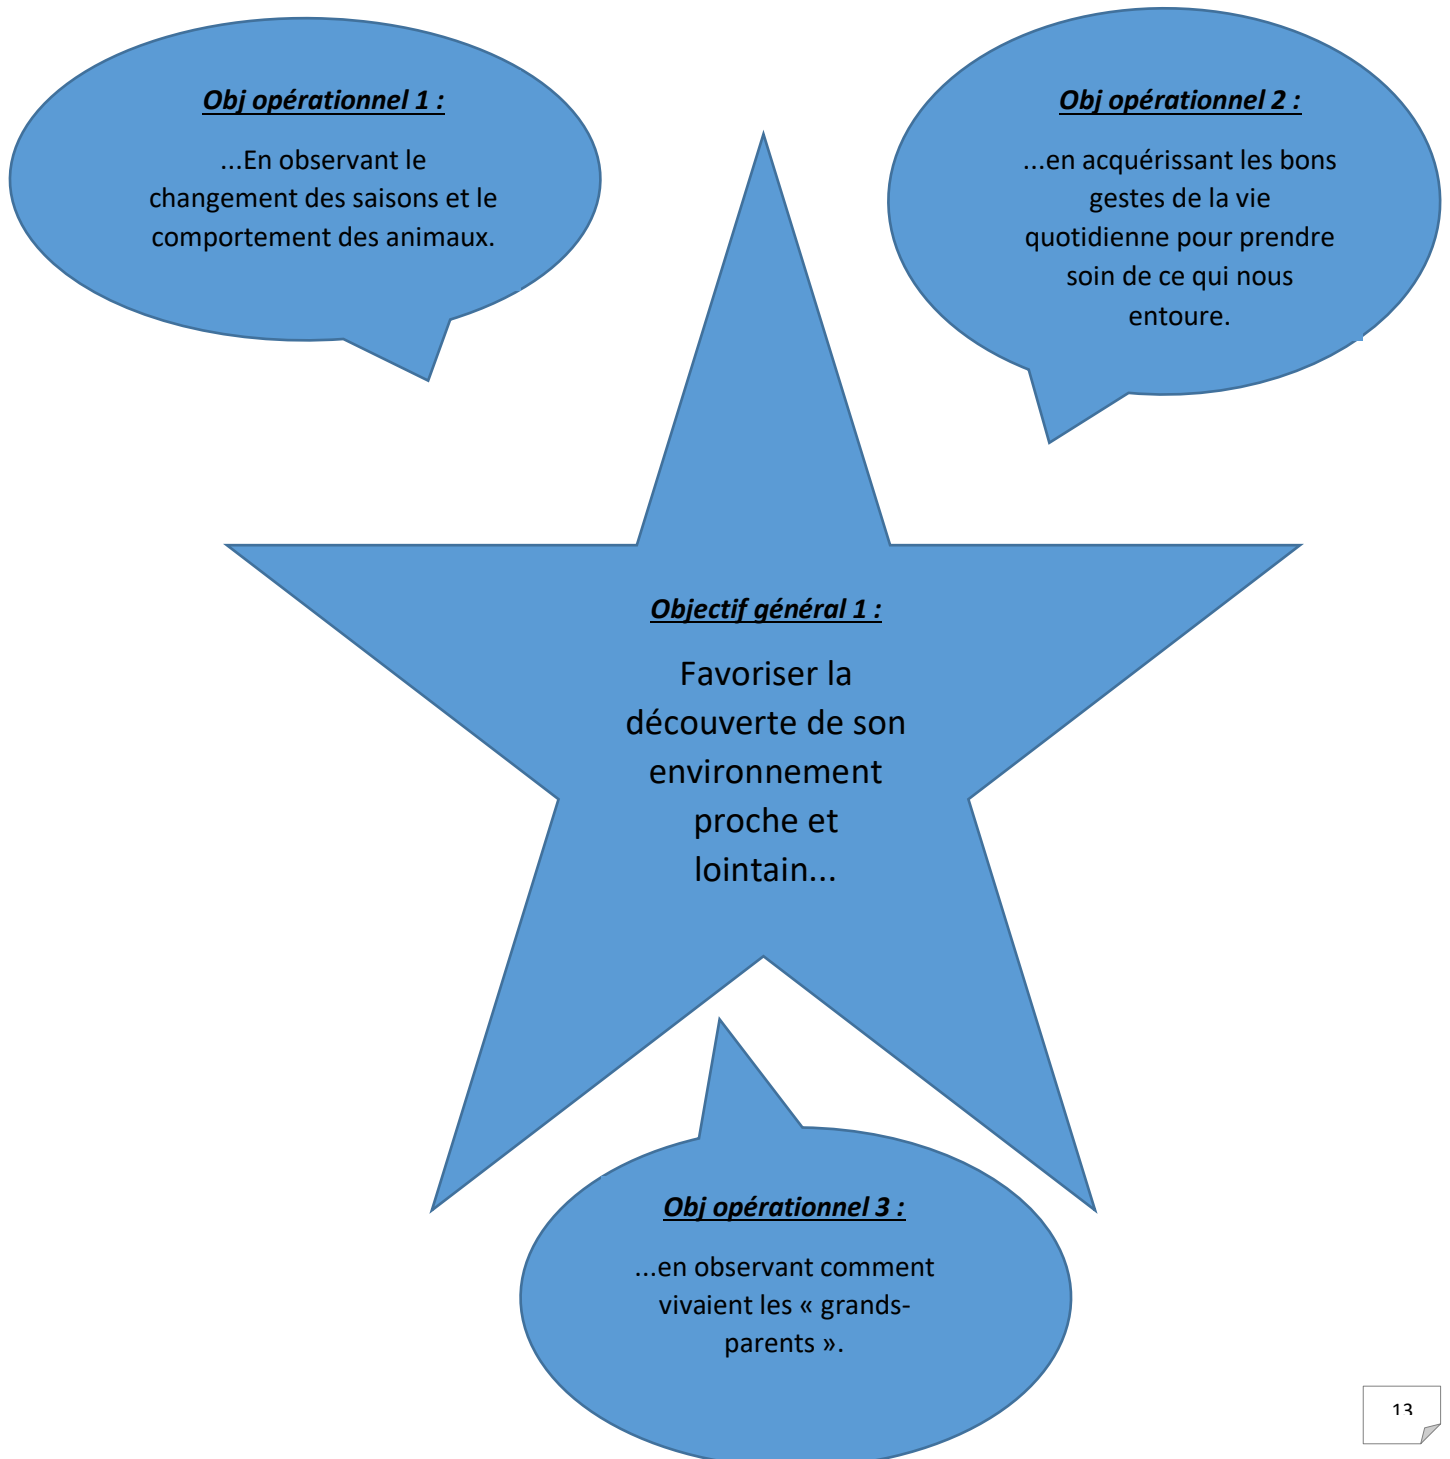 Obj opérationnel 1 :
...En observant le
changement des saisons et le
comportement des animaux.
Obj opérationnel 2 :
...en acquérissant les bons
gestes de la vie
quotidienne pour prendre
soin de ce qui nous
entoure.
Objectif général 1 :
Favoriser la
découverte de son
environnement
proche et
lointain...
Obj opérationnel 3 :
...en observant comment
vivaient les « grands-
parents ».
13